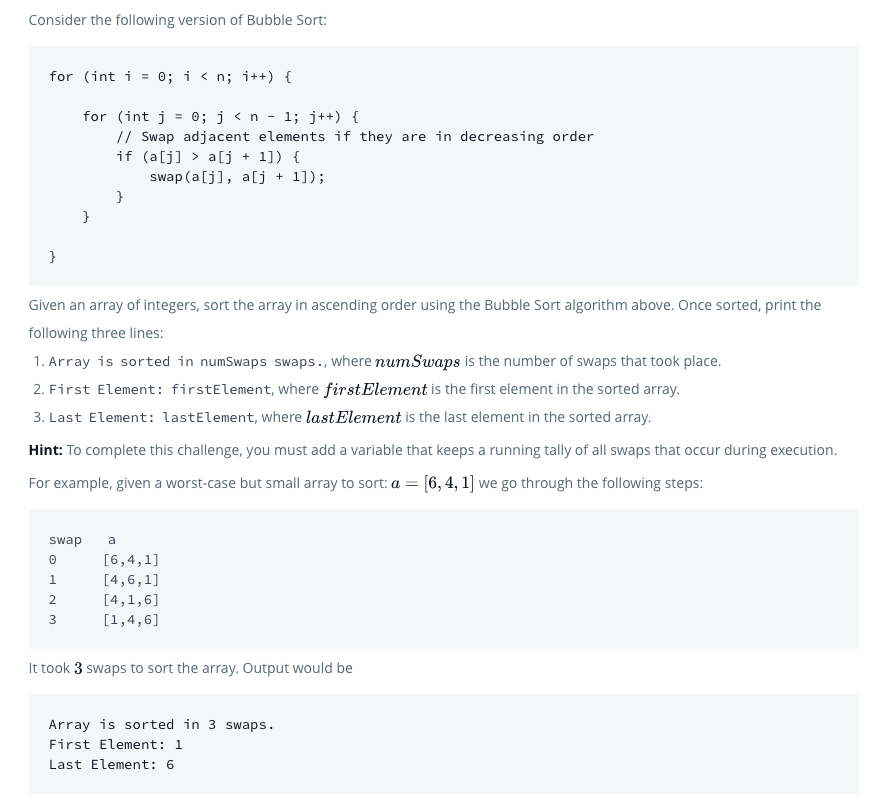 Consider the following version of Bubble Sort:
for (int i = 0; i < n; i++) {
for (int j = 0; j < n - 1; j++) {
// Swap adjacent elements if they are in decreasing order
if (a[j] > a[j + 1]) {
swap(a[j], a[j + 1]);
}
}
}
Given an array of integers, sort the array in ascending order using the Bubble Sort algorithm above. Once sorted, print the
following three lines:
1. Array is sorted in numSwaps swaps., where numSwaps is the number of swaps that took place.
2. First Element: firstElement, where firstElement is the first element in the sorted array.
3. Last Element: lastElement, where lastElement is the last element in the sorted array.
Hint: To complete this challenge, you must add a variable that keeps a running tally of all swaps that occur during execution.
For example, given a worst-case but small array to sort: a = [6, 4, 1] we go through the following steps:
swap a
0 [6,4,1]
1 [4,6,1]
2 [4,1,6]
3 [1,4,6]
It took 3 swaps to sort the array. Output would be
Array is sorted in 3 swaps.
First Element: 1
Last Element: 6